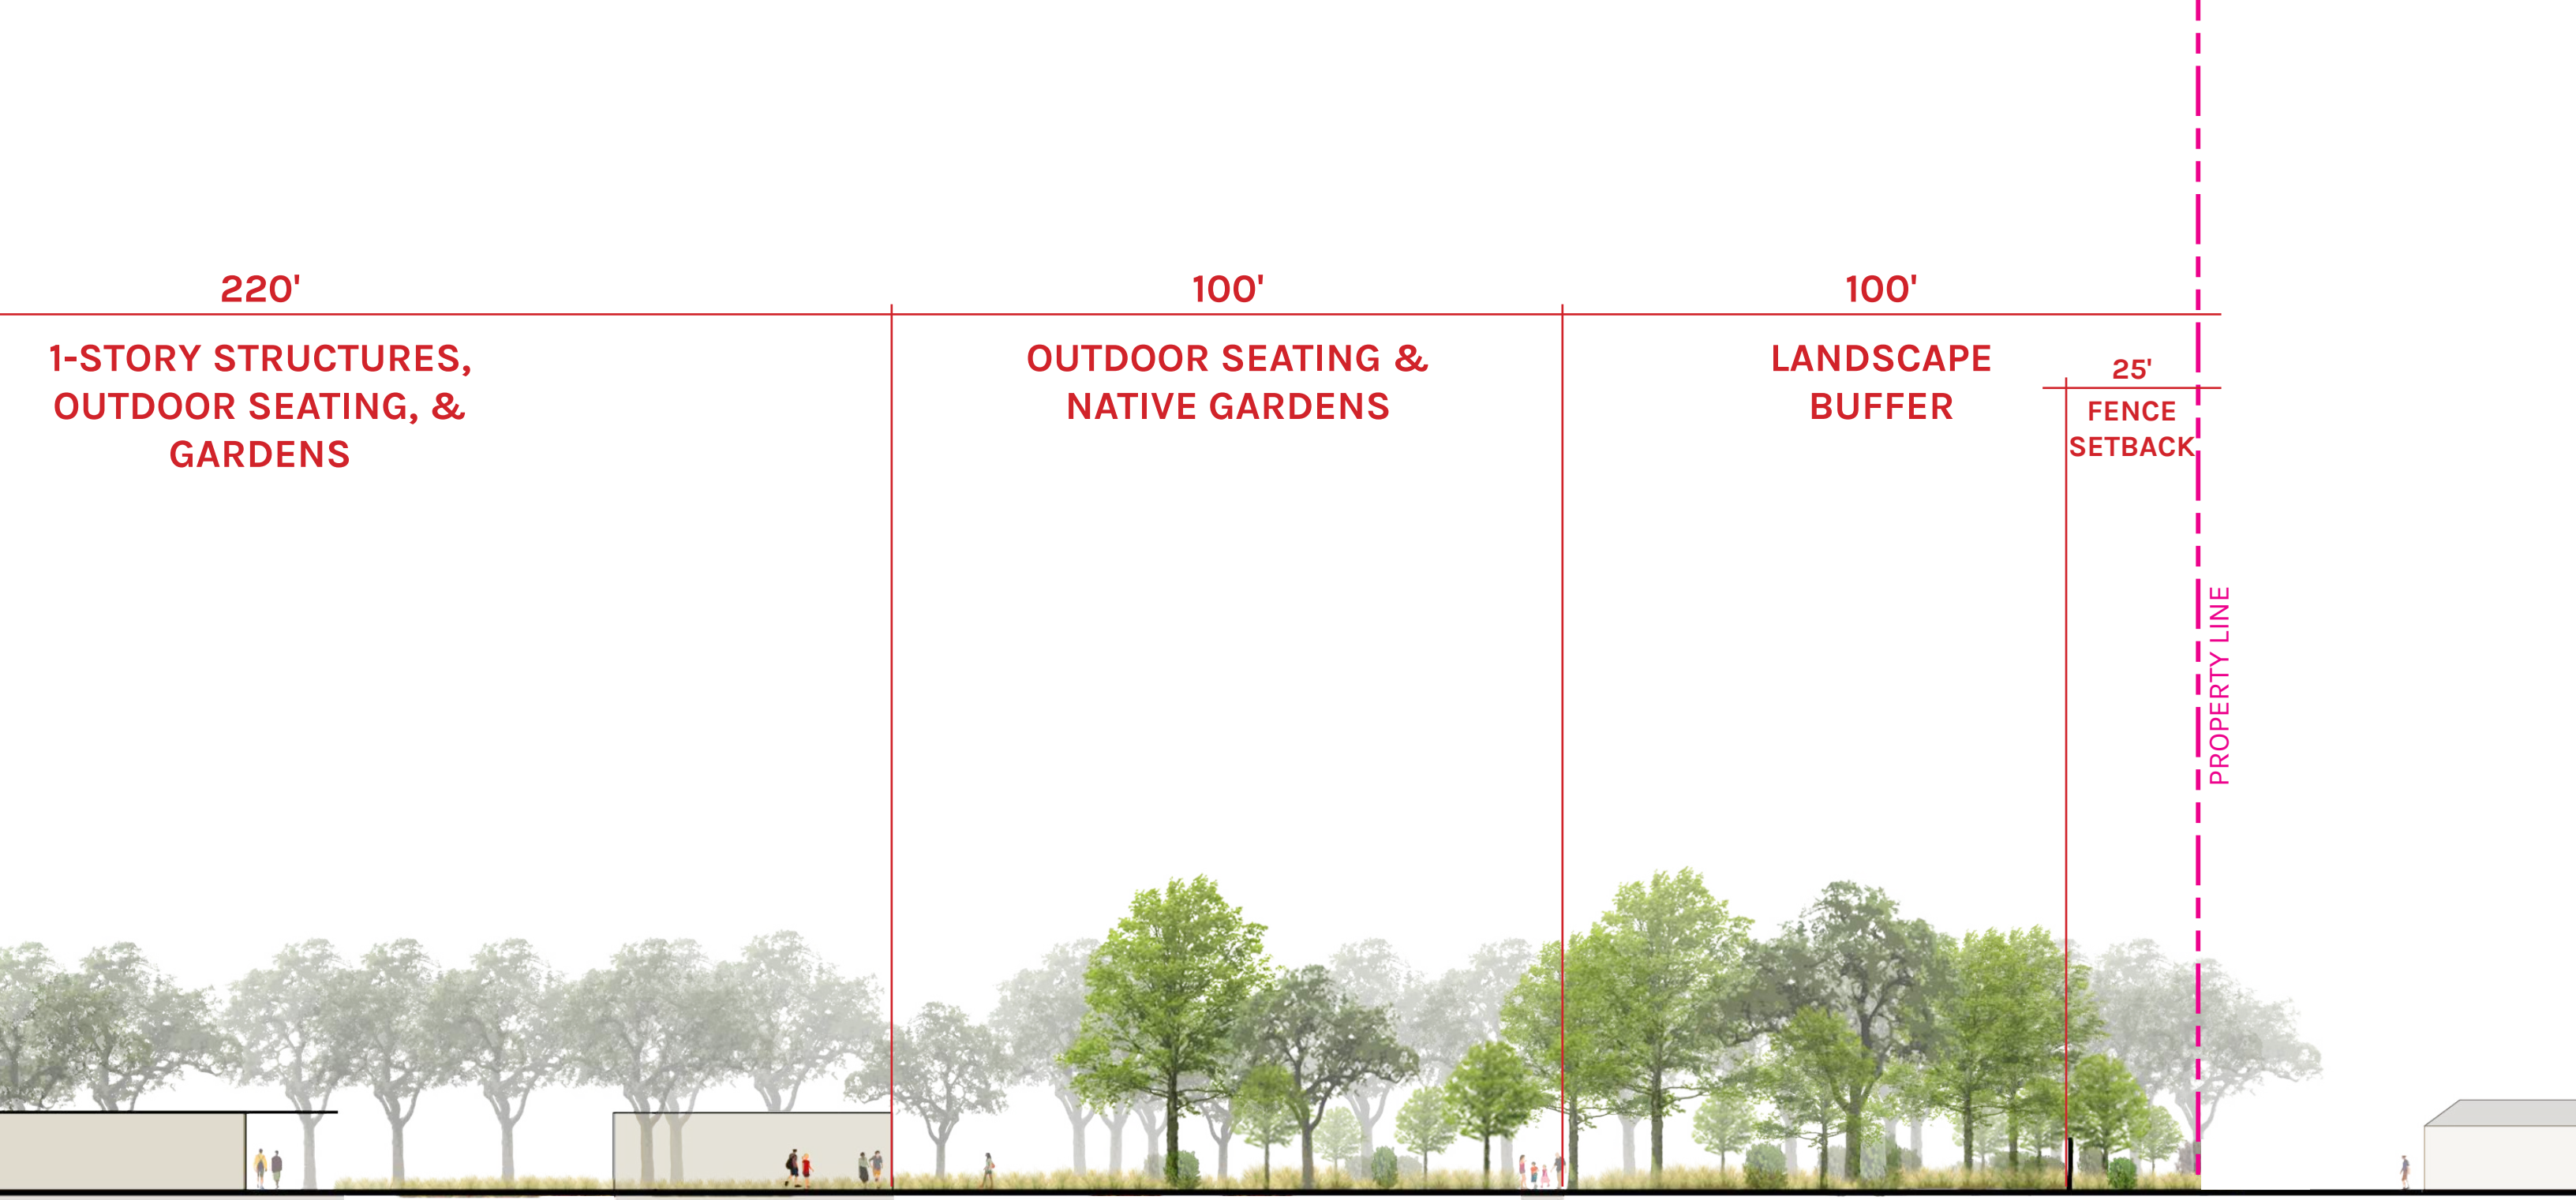 220'
1-STORY STRUCTURES,
OUTDOOR SEATING, &
GARDENS
100'
OUTDOOR SEATING &
NATIVE GARDENS
100'
LANDSCAPE
BUFFER
25'
FENCE
SETBACK
PROPERTY LINE